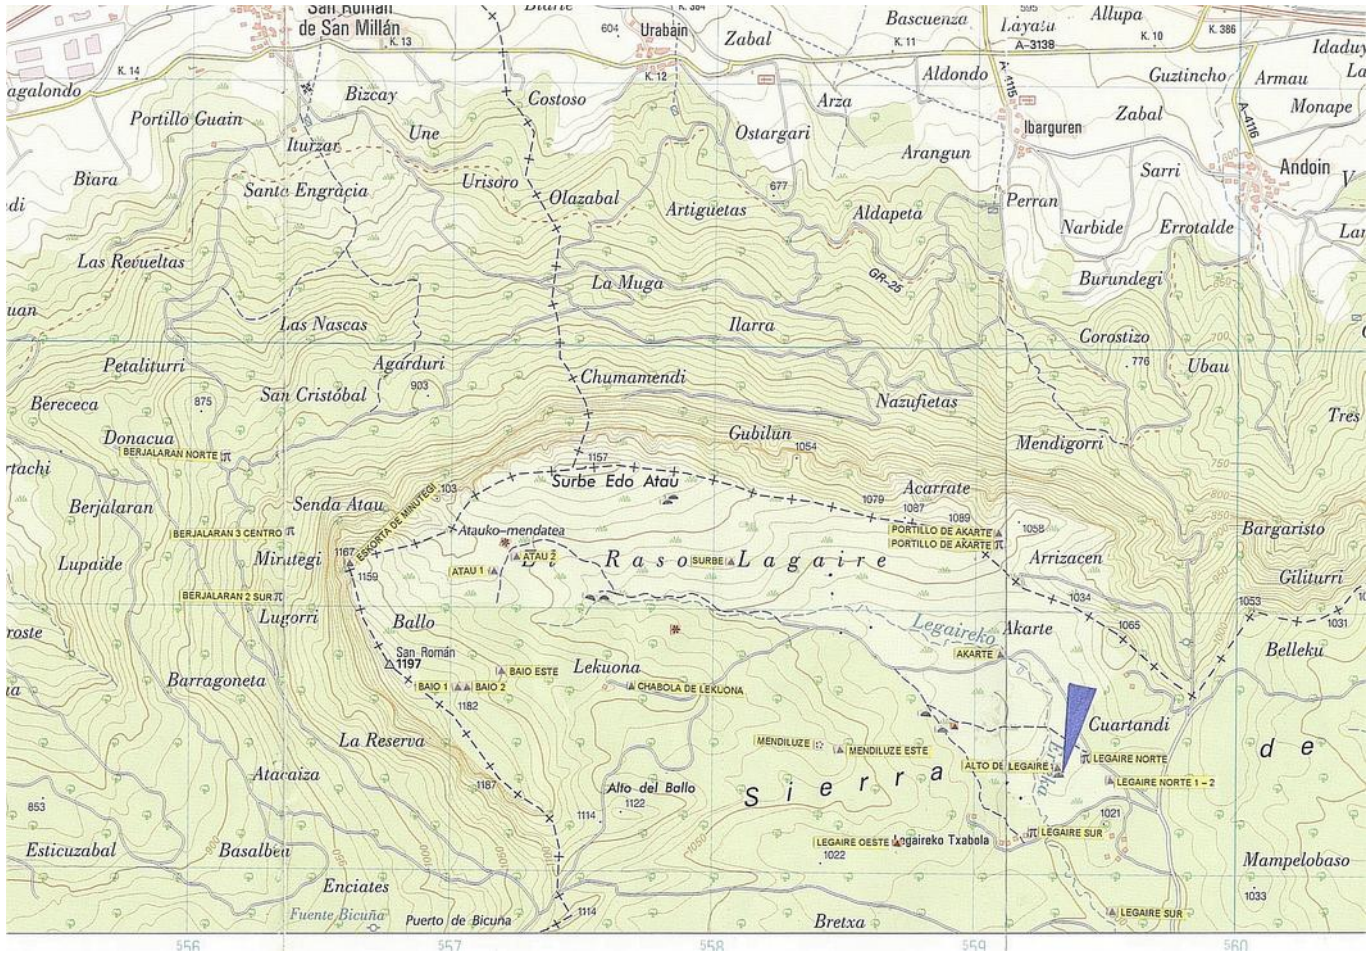 San Román
de San Millán
K. 13
K. 14
604
Urabain
K. 12
K. 384
Zabal
Bascuenza
K. 11
595
A-3138
Allupa
K. 10
K. 386
Aldondo
A-4115
Guztincho
Armau
Monape
agalondo
Bizcay
Costoso
Portillo Guain
Une
Arza
Ostargari
Ibarguren
Zabal
A-4116
Iturzar
Arangun
Sarri
Andoin
Biara
Santa Engracia
Urisoro
Olazabal
677
Artiguetas
Aldapeta
Perran
Narbide
Errotalde
Las Revueltas
La Muga
GR-25
Burundegi
850
Las Nascas
Ilarra
Corostizo
700
Petaliturri
Agarduri
776
Ubau
Chumamendi
San Cristóbal
903
Berececa
875
Nazufietas
Tres
Donacua
Gubilun
1054
Mendigorri
BERJALARAN NORTE
1157
750
Surbe Edo Atau
Berjalaran
Senda Atau
ESKORTA DE MINUTEGI
103
1079
Acarrate
1087
1089
800
BERJALARAN 3 CENTRO
Atauko-mendatea
PORTILLO DE AKARTE
PORTILLO DE AKARTE
1058
Bargaristo
Lupaide
Mirutegi
1167
1159
ATAU 1
ATAU 2
El Raso Lagaire
SURBE
Arrizacen
Giliturri
BERJALARAN 2 SUR
Lugorri
1034
1053
1031
Ballo
Legaireko
Akarte
1065
San Román
1197
AKARTE
Belleku
Barragoneta
BAIO ESTE
Lekuona
BAIO 1
BAIO 2
CHABOLA DE LEKUONA
1182
Cuartandi
La Reserva
MENDILUZE
MENDILUZE ESTE
LEGAIRE NORTE
de
Atacaiza
ALTO DE LEGAIRE
LEGAIRE NORTE 1 - 2
1187
Alto del Ballo
Sierra
1122
853
1114
1021
LEGAIRE SUR
Esticuzabal
Basalbea
LEGAIRE OESTE
Legaireko Txabola
1022
Mampelobaso
Enciates
1033
Fuente Bicuña
Puerto de Bicuña
1114
Bretxa
LEGAIRE SUR
556
557
558
559
560